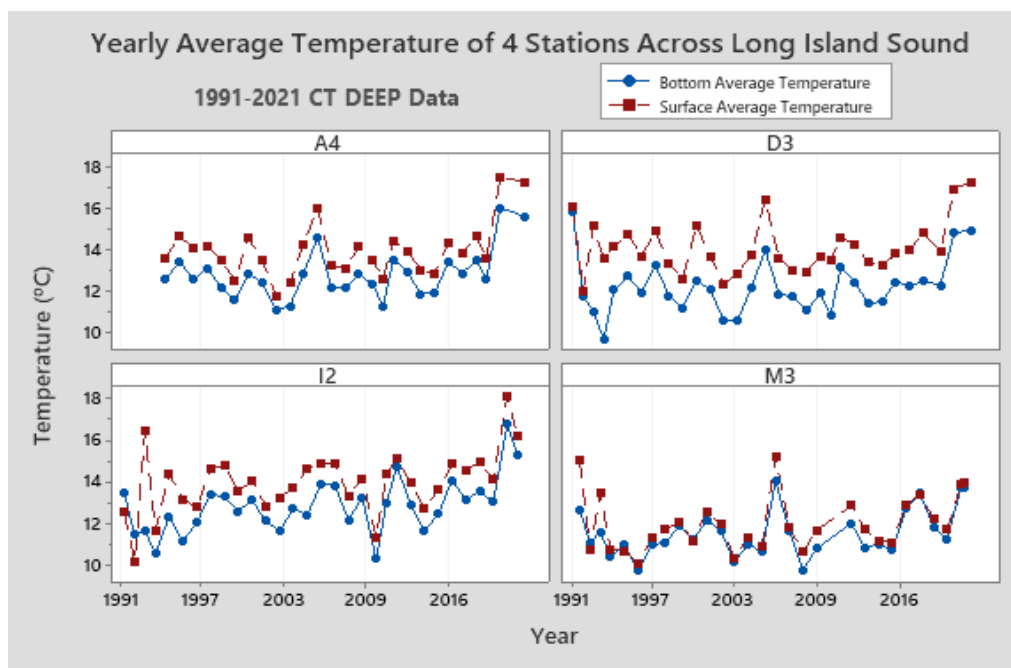 Yearly Average Temperature of 4 Stations Across Long Island Sound
1991-2021 CT DEEP Data
Bottom Average Temperature
Surface Average Temperature
A4
D3
18
16
14
12
10
I2
M3
18
16
14
12
10
Temperature (ºC)
1991 1997 2003 2009 2016
1991 1997 2003 2009 2016
Year